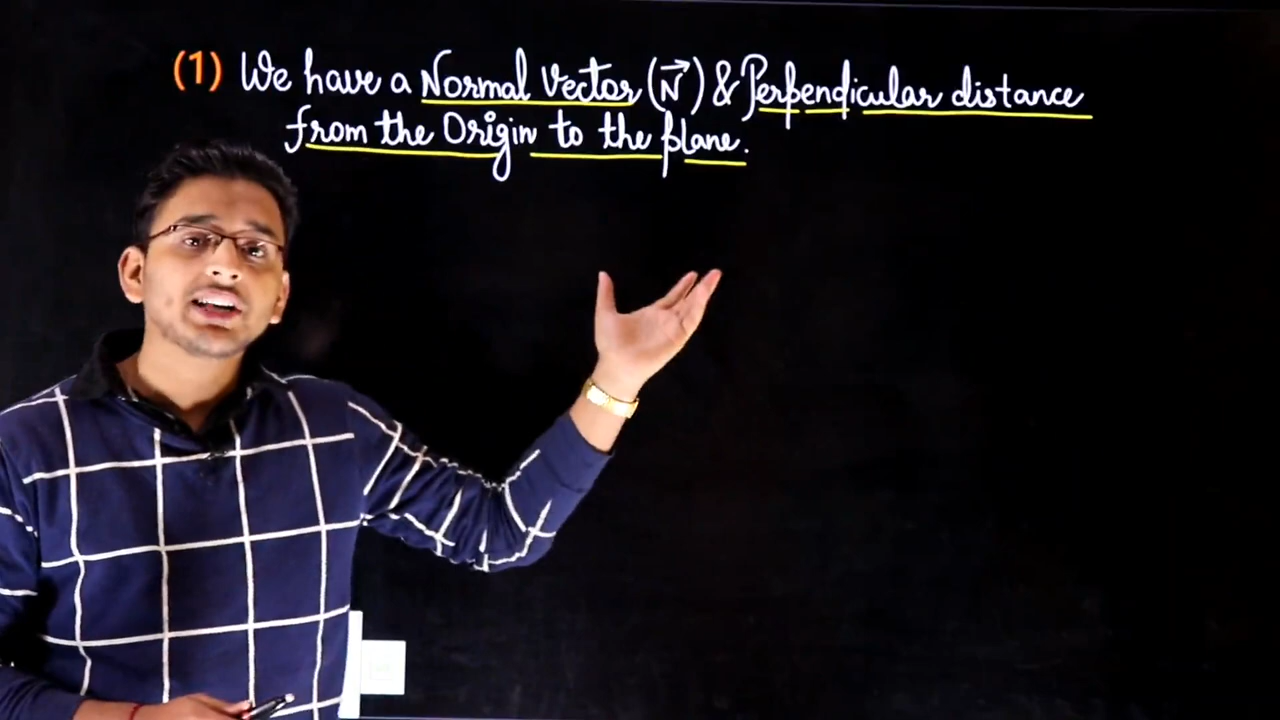 (1) We have a Normal Vector (N⃗) & Perpendicular distance
from the Origin to the plane.